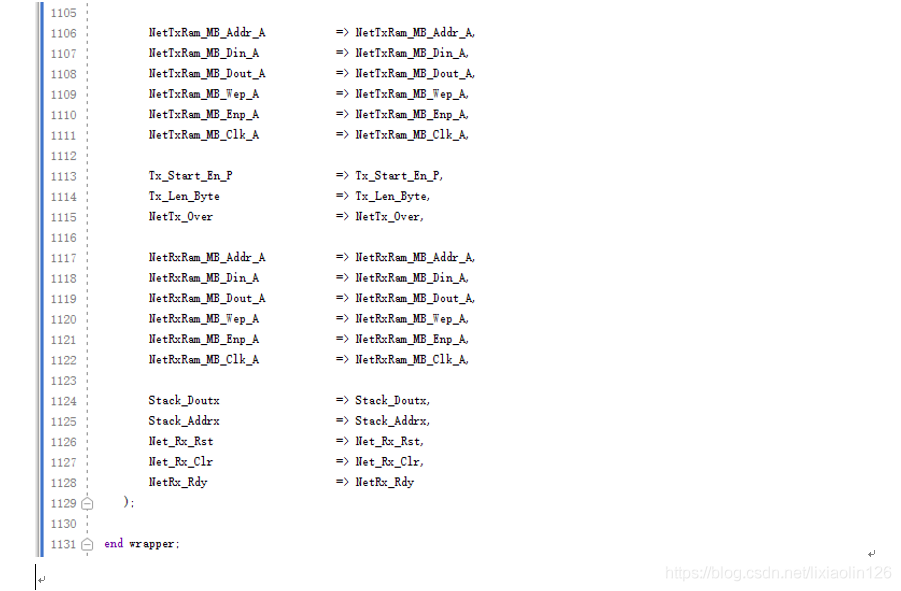 1105
1106 NetTxRam_MB_Addr_A => NetTxRam_MB_Addr_A,
1107 NetTxRam_MB_Din_A => NetTxRam_MB_Din_A,
1108 NetTxRam_MB_Dout_A => NetTxRam_MB_Dout_A,
1109 NetTxRam_MB_Wep_A => NetTxRam_MB_Wep_A,
1110 NetTxRam_MB_Enp_A => NetTxRam_MB_Enp_A,
1111 NetTxRam_MB_Clk_A => NetTxRam_MB_Clk_A,
1112
1113 Tx_Start_En_P => Tx_Start_En_P,
1114 Tx_Len_Byte => Tx_Len_Byte,
1115 NetTx_Over => NetTx_Over,
1116
1117 NetRxRam_MB_Addr_A => NetRxRam_MB_Addr_A,
1118 NetRxRam_MB_Din_A => NetRxRam_MB_Din_A,
1119 NetRxRam_MB_Dout_A => NetRxRam_MB_Dout_A,
1120 NetRxRam_MB_Wep_A => NetRxRam_MB_Wep_A,
1121 NetRxRam_MB_Enp_A => NetRxRam_MB_Enp_A,
1122 NetRxRam_MB_Clk_A => NetRxRam_MB_Clk_A,
1123
1124 Stack_Doutx => Stack_Doutx,
1125 Stack_Addrx => Stack_Addrx,
1126 Net_Rx_Rst => Net_Rx_Rst,
1127 Net_Rx_Clr => Net_Rx_Clr,
1128 NetRx_Rdy => NetRx_Rdy
1129 );
1130
1131 end wrapper;
https://blog.csdn.net/lixiaolin126